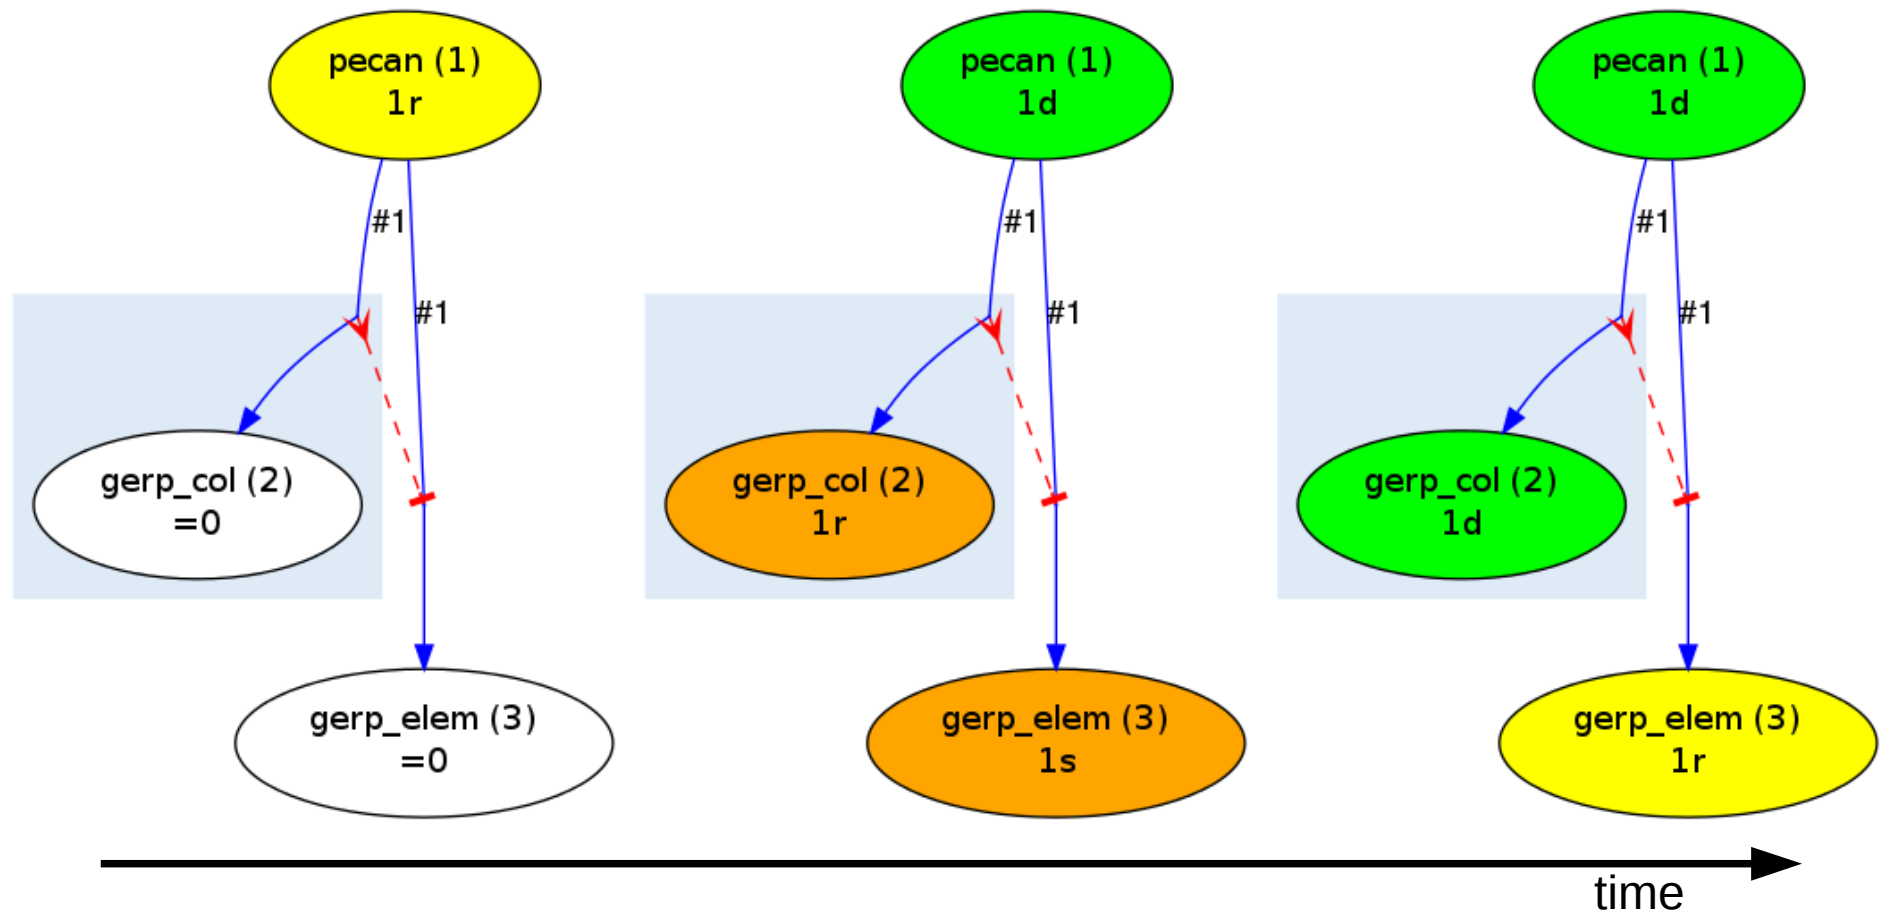 pecan (1)
1r
#1
#1
gerp_col (2)
=0
gerp_elem (3)
=0
pecan (1)
1d
#1
#1
gerp_col (2)
1r
gerp_elem (3)
1s
pecan (1)
1d
#1
#1
gerp_col (2)
1d
gerp_elem (3)
1r
time